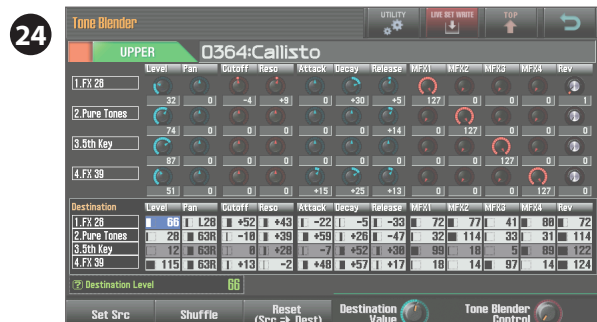 24
Tone Blender
UTILITY
LIVE SET WRITE
TOP
UPPER
0364:Callisto
Level Pan Cutoff Reso Attack Decay Release MFX1 MFX2 MFX3 MFX4 Rev
1.FX 28
32 0 -4 +9 0 +30 +5 127 0 0 0 1
2.Pure Tones
74 0 0 0 0 0 +14 0 127 0 0 0
3.5th Key
87 0 0 0 0 0 0 0 0 127 0 0
4.FX 39
51 0 0 0 +15 +25 +13 0 0 0 127 0
Destination Level Pan Cutoff Reso Attack Decay Release MFX1 MFX2 MFX3 MFX4 Rev
1.FX 28 66 L28 +52 +43 -22 -5 -33 72 77 41 88 72
2.Pure Tones 28 63R -18 +39 +59 +26 -47 32 114 33 31 114
3.5th Key 12 63R 8 +28 -7 +52 +38 99 18 5 89 122
4.FX 39 115 63R +13 -2 +48 +57 +17 18 14 97 14 124
? Destination Level 66
Set Src
Shuffle
Reset
(Src ⇒ Dest)
Destination
Value
Tone Blender
Control